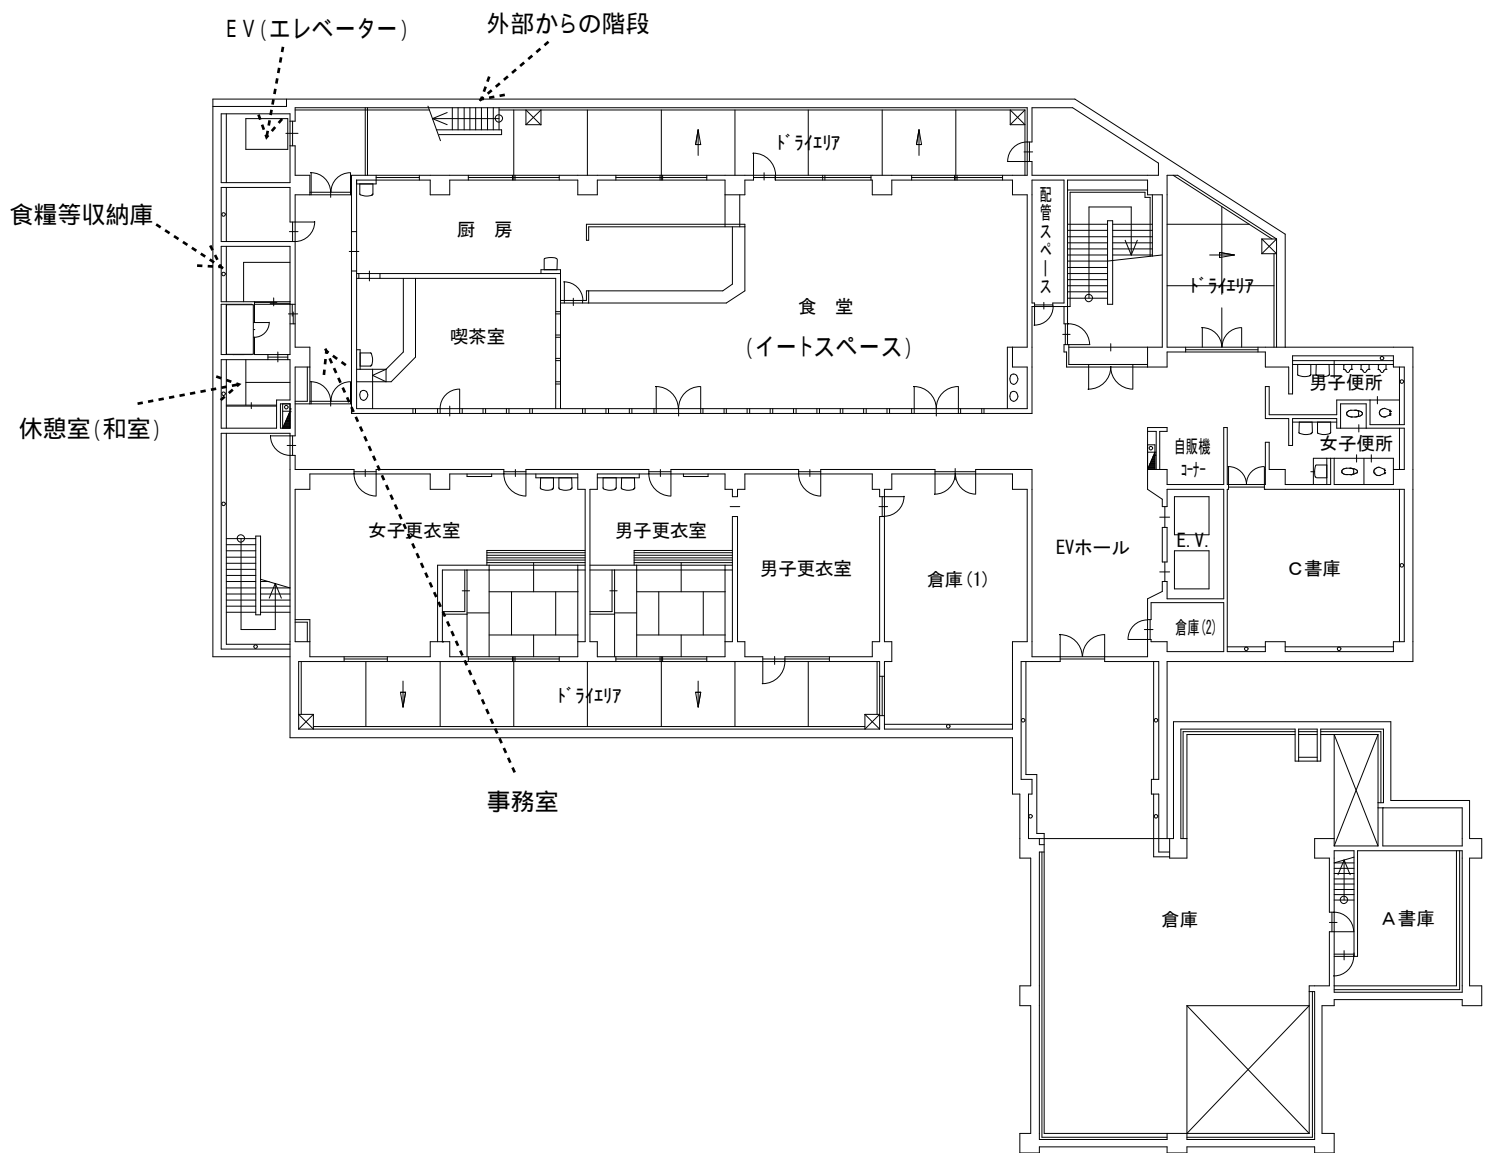 ＥＶ(エレベーター)
外部からの階段
ﾄﾞﾗｲｴﾘｱ
食糧等収納庫
厨　房
配管スペース
ﾄﾞﾗｲｴﾘｱ
食　堂
(イートスペース)
喫茶室
男子便所
休憩室(和室)
女子便所
自販機
ｺｰﾅｰ
女子更衣室
男子更衣室
男子更衣室
倉庫(1)
EVホール
E.V.
Ｃ書庫
倉庫(2)
ﾄﾞﾗｲｴﾘｱ
事務室
倉庫
Ａ書庫